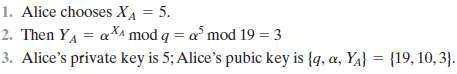 1. Alice chooses X_A = 5.
2. Then Y_A = α^{X_A} mod q = α^5 mod 19 = 3
3. Alice's private key is 5; Alice's pubic key is {q, α, Y_A} = {19, 10, 3}.